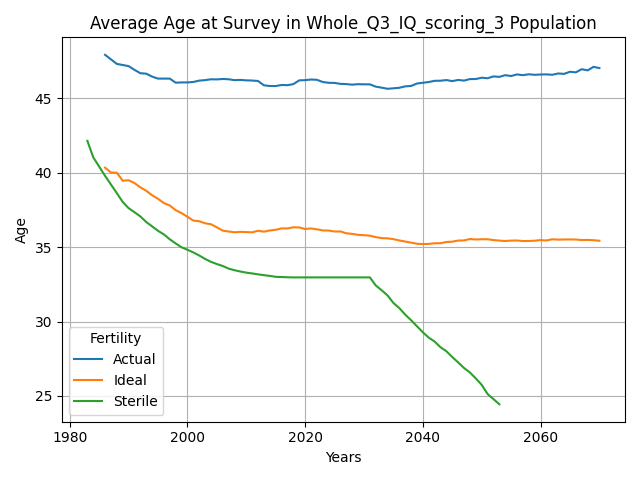 Average Age at Survey in Whole_Q3_IQ_scoring_3 Population
Age
45
40
35
30
25
Fertility
Actual
Ideal
Sterile
1980
2000
2020
2040
2060
Years